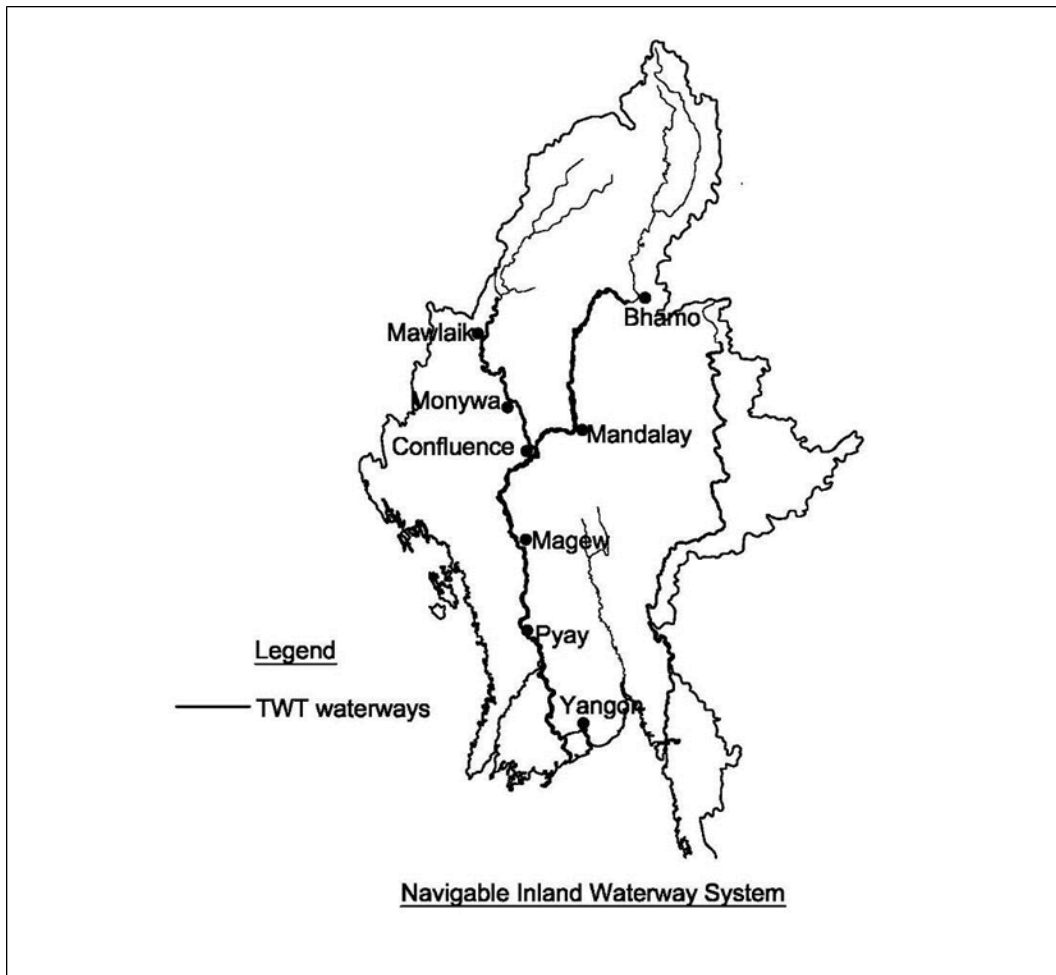 Bhamo
Mawlaik
Monywa
Confluence
Mandalay
Magew
Pyay
Legend
TWT waterways
Yangon
Navigable Inland Waterway System